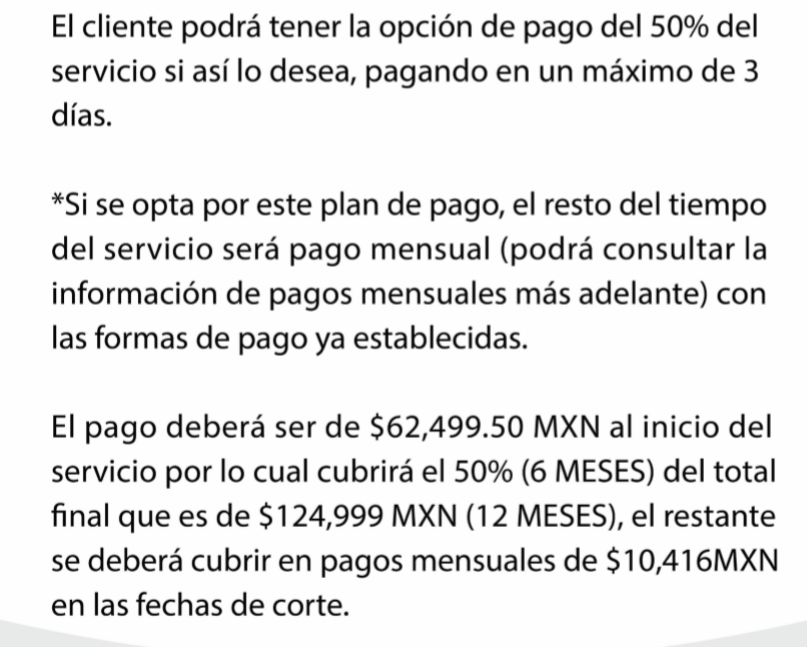 El cliente podrá tener la opción de pago del 50% del
servicio si así lo desea, pagando en un máximo de 3
días.
*Si se opta por este plan de pago, el resto del tiempo
del servicio será pago mensual (podrá consultar la
información de pagos mensuales más adelante) con
las formas de pago ya establecidas.
El pago deberá ser de $62,499.50 MXN al inicio del
servicio por lo cual cubrirá el 50% (6 MESES) del total
final que es de $124,999 MXN (12 MESES), el restante
se deberá cubrir en pagos mensuales de $10,416MXN
en las fechas de corte.